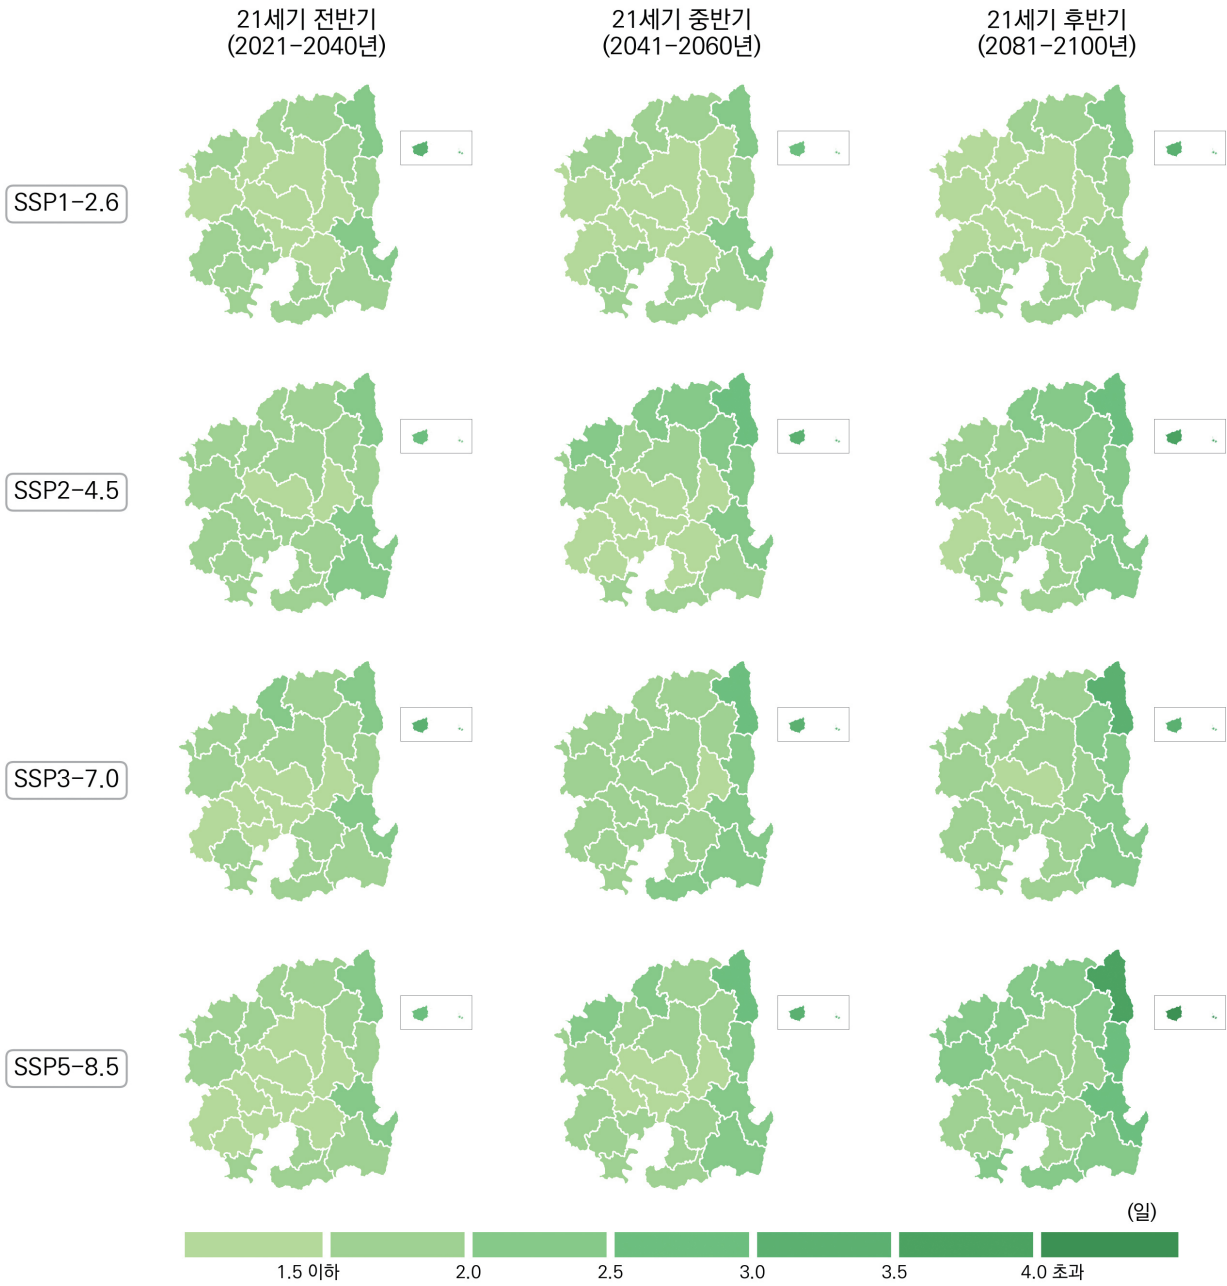 21세기 전반기
(2021-2040년)
21세기 중반기
(2041-2060년)
21세기 후반기
(2081-2100년)
SSP1-2.6
SSP2-4.5
SSP3-7.0
SSP5-8.5
(일)
1.5 이하
2.0
2.5
3.0
3.5
4.0 초과